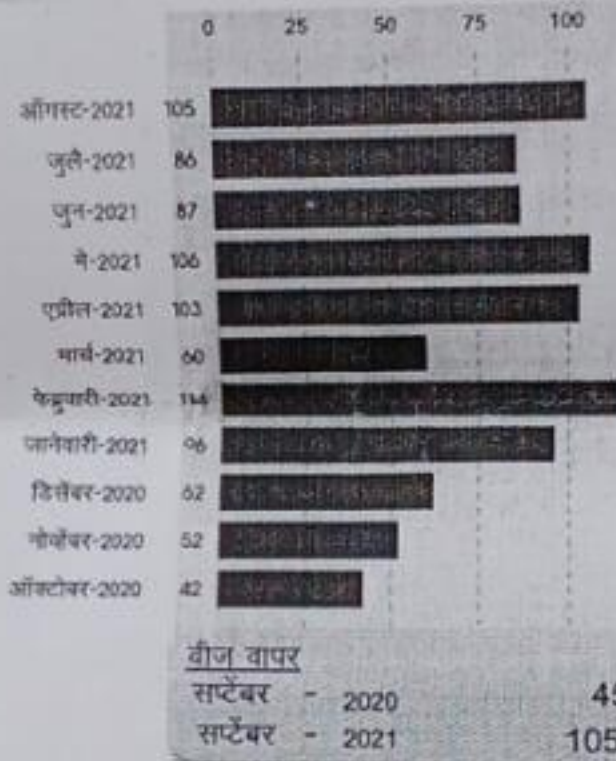 0 25 50 75 100
ऑगस्ट-2021 105
जुलै-2021 86
जुन-2021 87
मे-2021 106
एप्रील-2021 103
मार्च-2021 60
फेब्रुवारी-2021 114
जानेवारी-2021 96
डिसेंबर-2020 62
नोव्हेंबर-2020 52
ऑक्टोबर-2020 42
वीज वापर
सप्टेंबर - 2020
सप्टेंबर - 2021 105